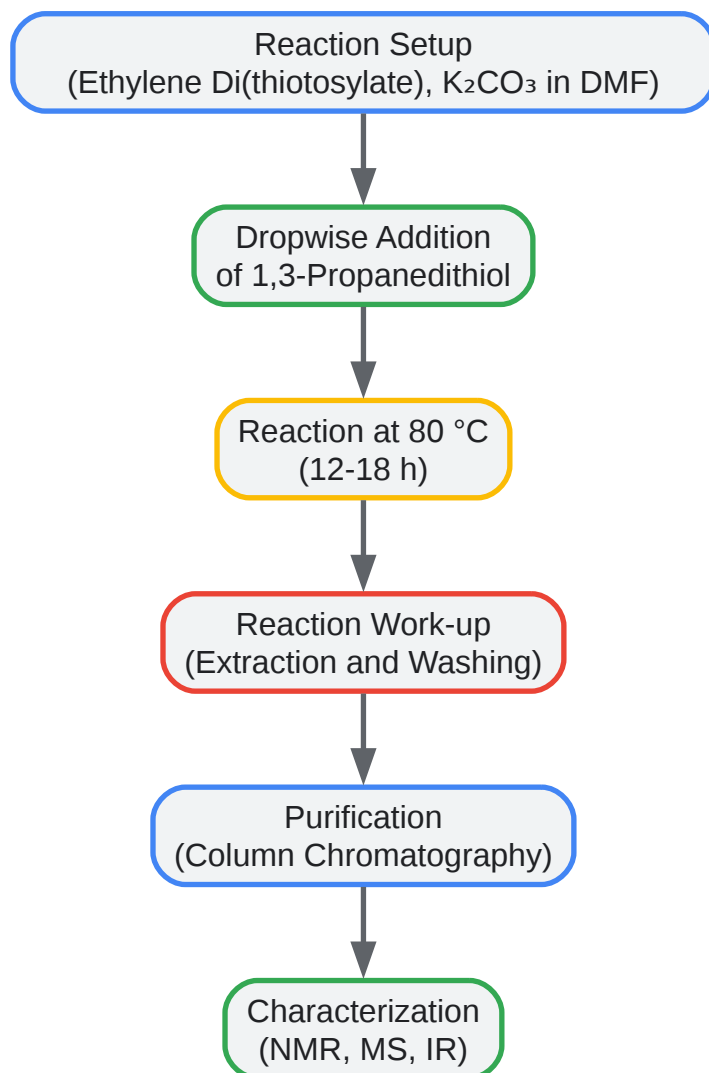 Reaction Setup
(Ethylene Di(thiotosylate), K₂CO₃ in DMF)
Dropwise Addition
of 1,3-Propanedithiol
Reaction at 80 °C
(12-18 h)
Reaction Work-up
(Extraction and Washing)
Purification
(Column Chromatography)
Characterization
(NMR, MS, IR)